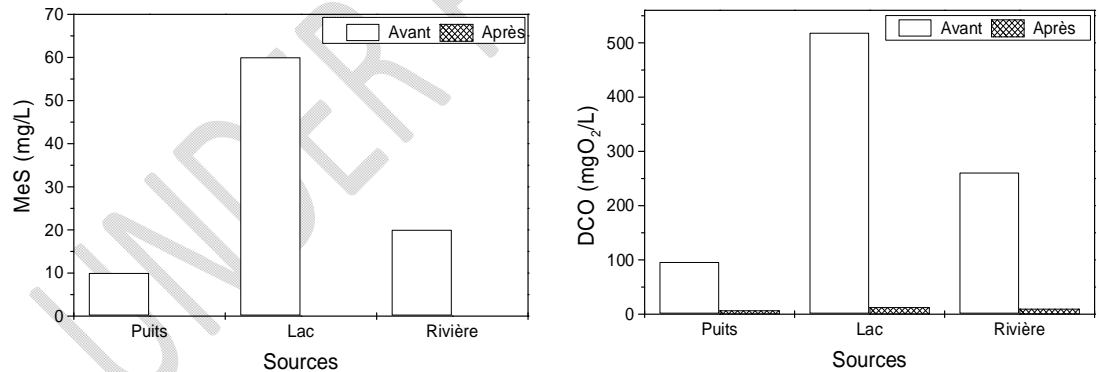 70
60
50
40
30
20
10
0
MeS (mg/L)
Avant Après
Puits Lac Rivière
Sources
500
400
300
200
100
0
DCO (mgO₂/L)
Avant Après
Puits Lac Rivière
Sources
UNDER